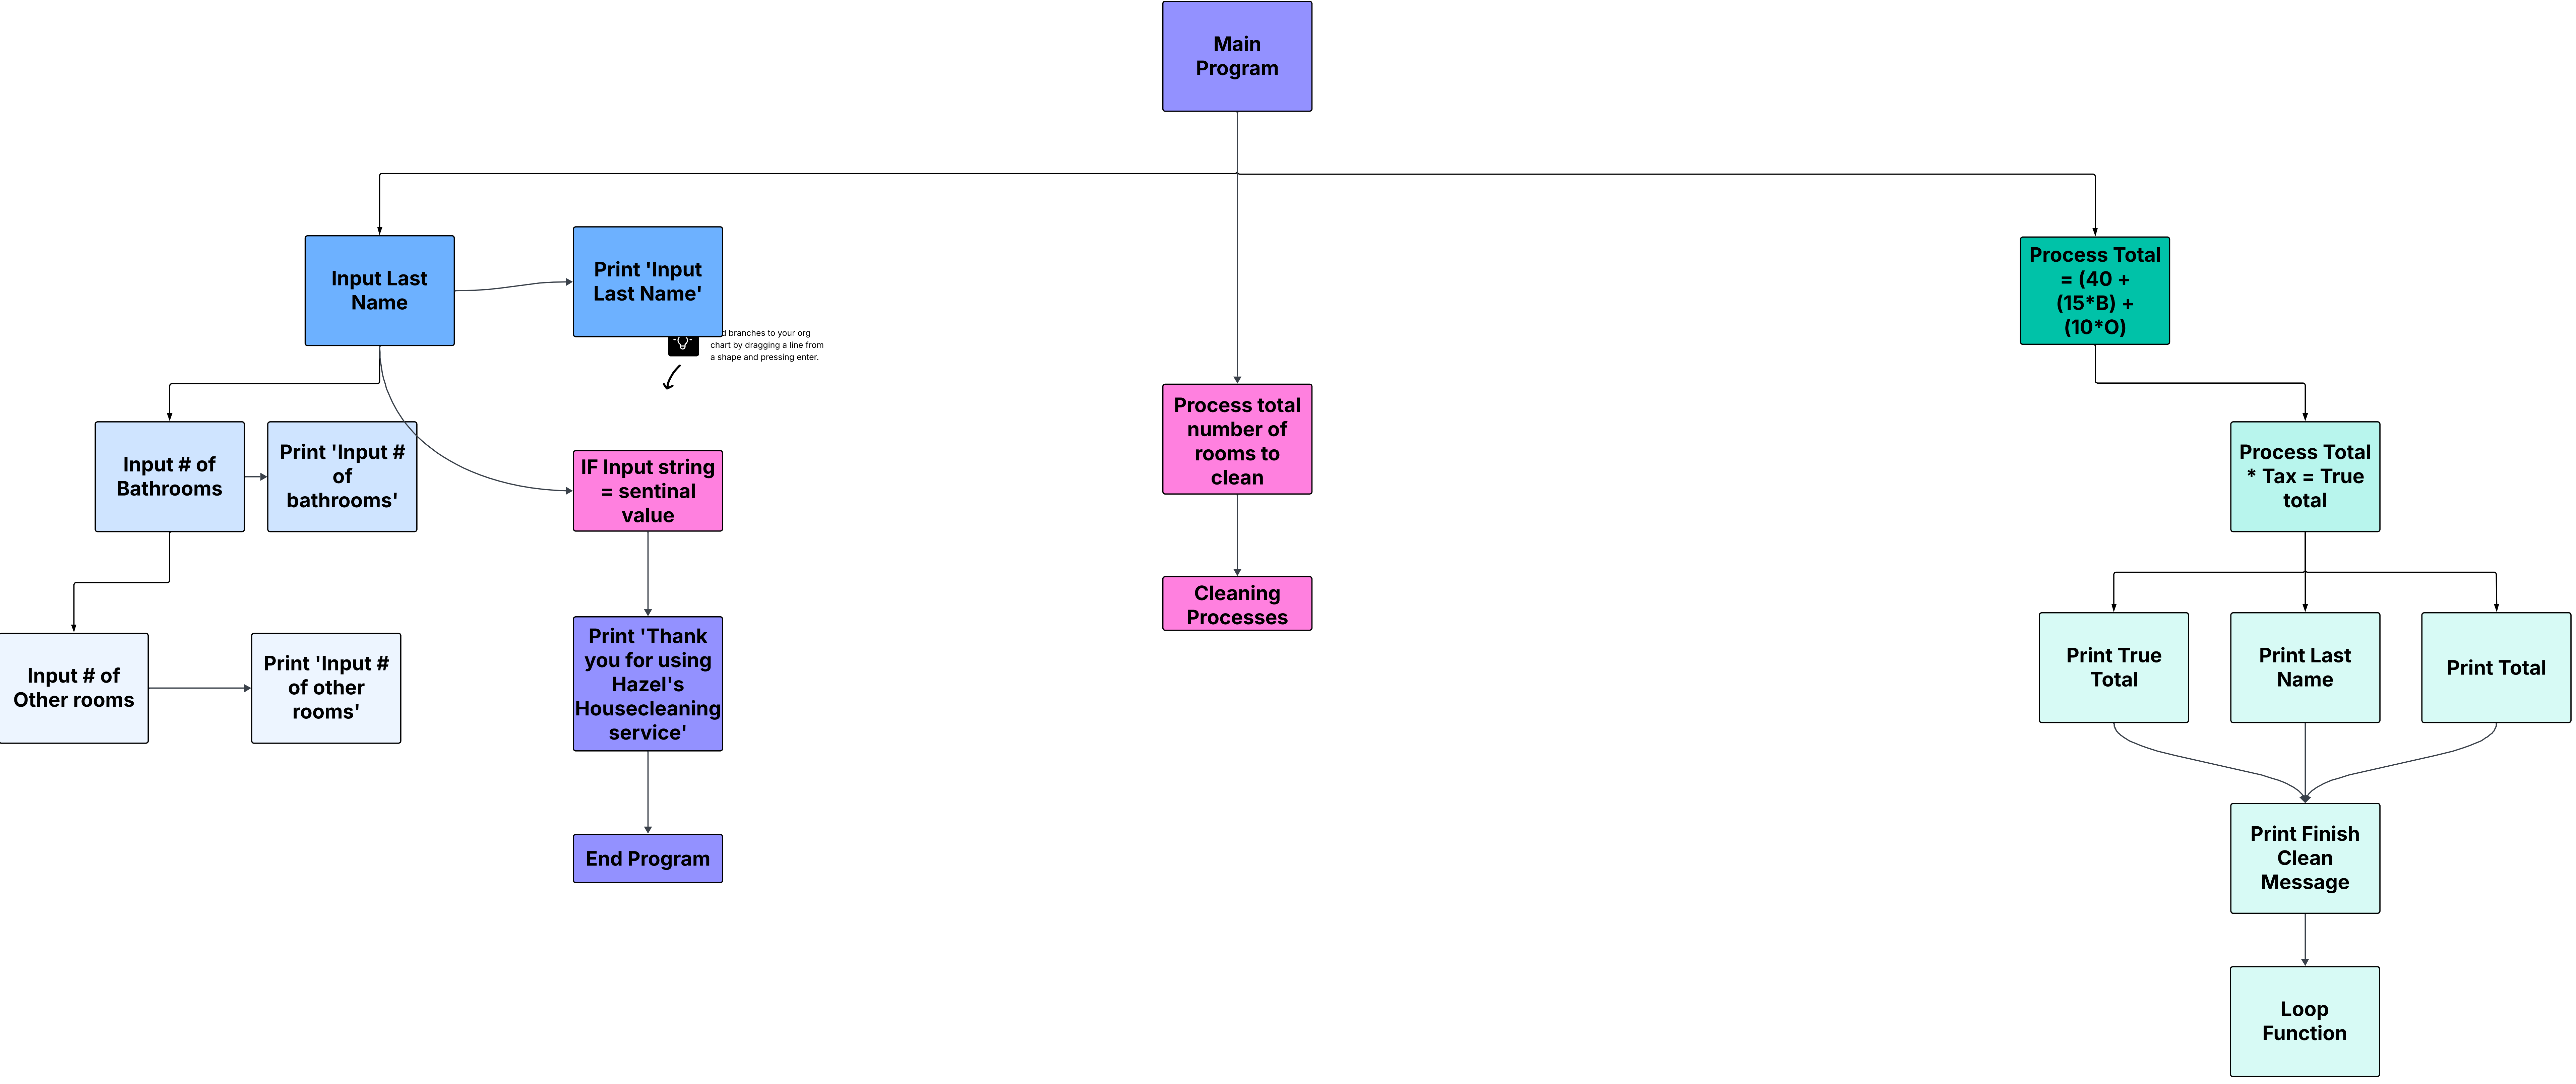 Main
Program
Input Last
Name
Print 'Input
Last Name'
branches to your org
chart by dragging a line from
a shape and pressing enter.
Process Total
= (40 +
(15*B) +
(10*O)
Input # of
Bathrooms
Print 'Input #
of
bathrooms'
IF Input string
= sentinal
value
Process total
number of
rooms to
clean
Process Total
* Tax = True
total
Cleaning
Processes
Input # of
Other rooms
Print 'Input #
of other
rooms'
Print 'Thank
you for using
Hazel's
Housecleaning
service'
Print True
Total
Print Last
Name
Print Total
End Program
Print Finish
Clean
Message
Loop
Function